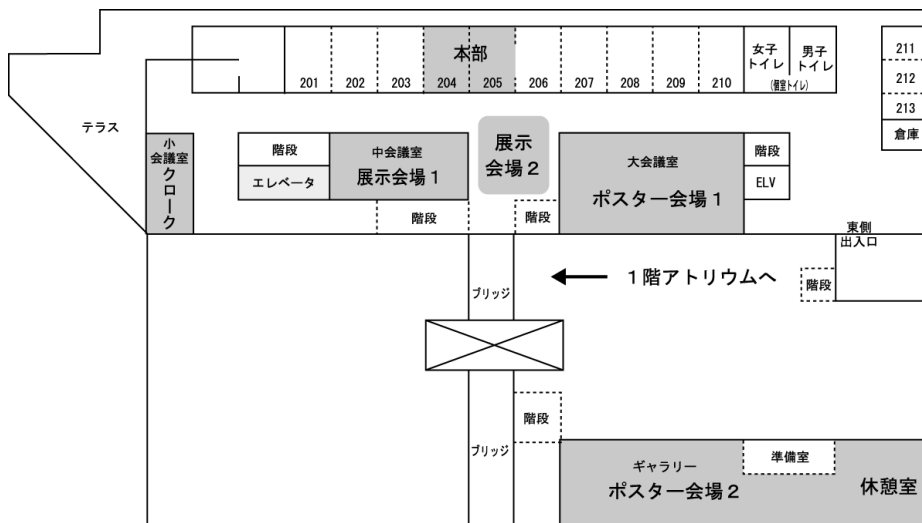 本部
201
202
203
204
205
206
207
208
209
210
女子
トイレ
男子
トイレ
(個室トイレ)
211
212
213
倉庫
テラス
小
会議室
クローク
階段
エレベータ
中会議室
展示会場1
展示
会場2
大会議室
ポスター会場1
階段
ELV
階段
階段
東側
出入口
階段
1階アトリウムへ
ブリッジ
階段
ブリッジ
ギャラリー
ポスター会場2
準備室
休憩室